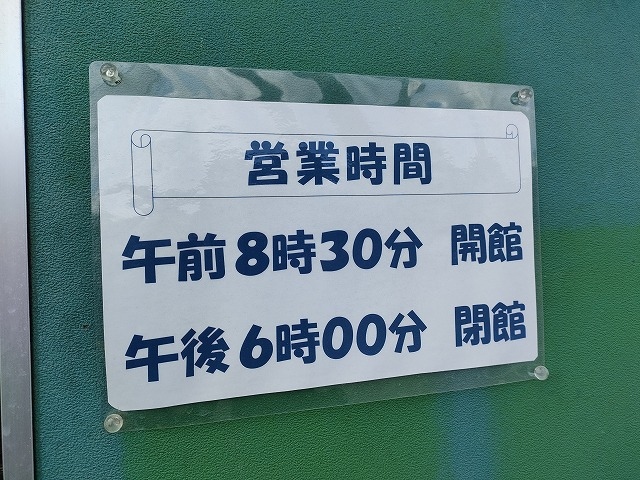 営業時間
午前8時30分 開館
午後6時00分 閉館